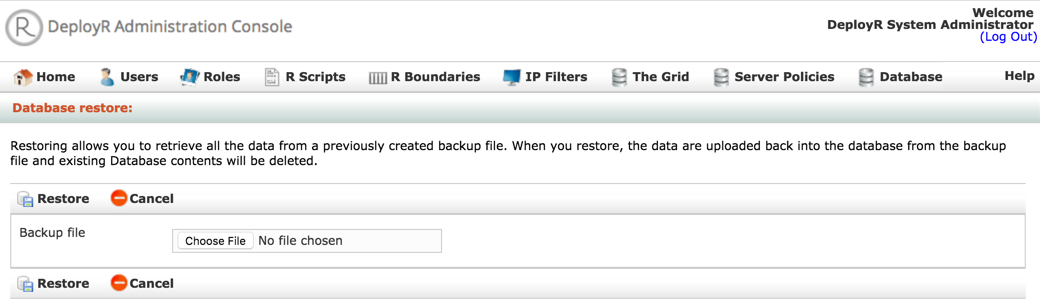 Welcome
R DeployR Administration Console
DeployR System Administrator
(Log Out)
Home Users Roles R Scripts R Boundaries IP Filters The Grid Server Policies Database Help
Database restore:
Restoring allows you to retrieve all the data from a previously created backup file. When you restore, the data are uploaded back into the database from the backup
file and existing Database contents will be deleted.
Restore Cancel
Backup file Choose File No file chosen
Restore Cancel